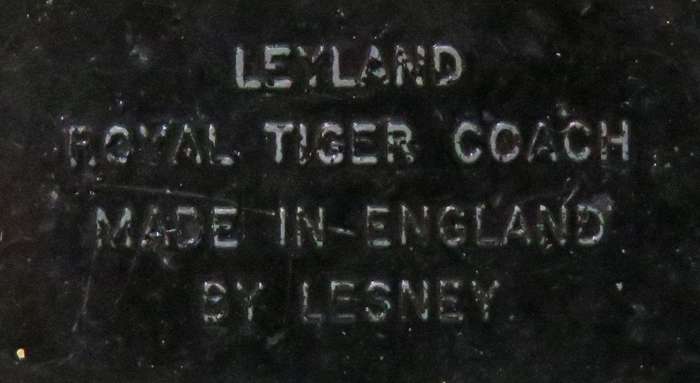 LEYLAND
ROYAL TIGER COACH
MADE IN ENGLAND
BY LESNEY